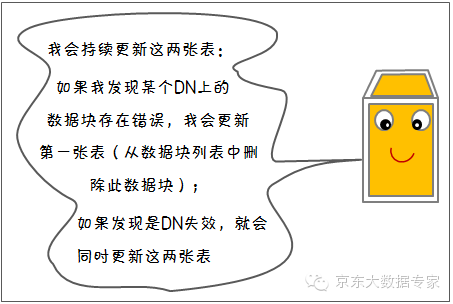 我会持续更新这两张表:
如果我发现某个DN上的
数据块存在错误，我会更新
第一张表（从数据块列表中删
除此数据块）；
如果发现是DN失效，就会
同时更新这两张表
京东大数据专家